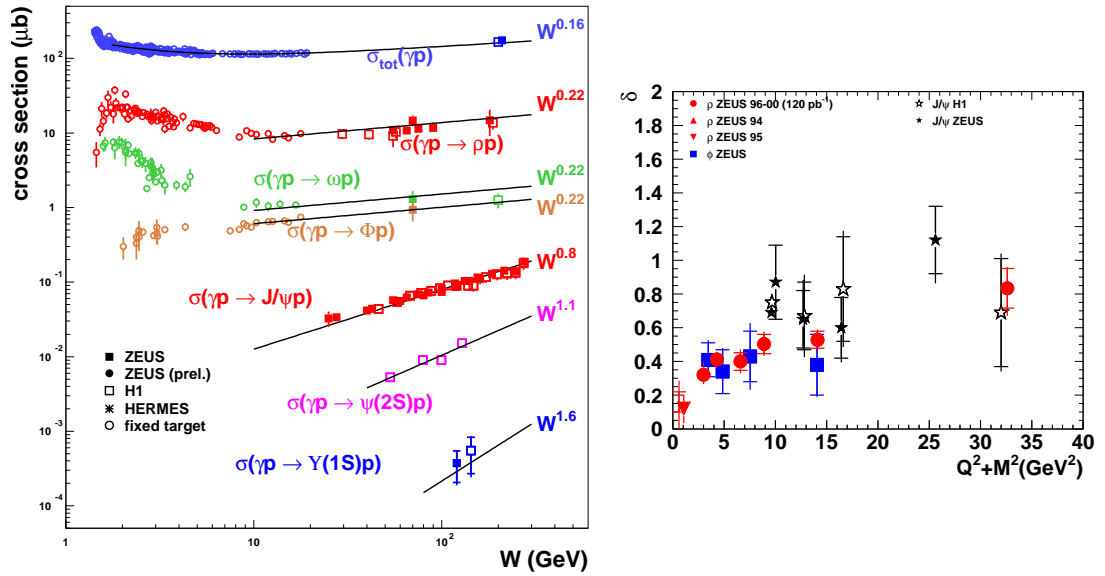 cross section (μb)
10²
10
1
10⁻¹
10⁻²
10⁻³
10⁻⁴
1
10
10²
W (GeV)
σ_tot(γp)
W^0.16
σ(γp → ρp)
W^0.22
σ(γp → ωp)
W^0.22
σ(γp → Φp)
W^0.22
σ(γp → J/ψp)
W^0.8
σ(γp → ψ(2S)p)
W^1.1
σ(γp → Υ(1S)p)
W^1.6
ZEUS
ZEUS (prel.)
H1
HERMES
fixed target
δ
2
1.8
1.6
1.4
1.2
1
0.8
0.6
0.4
0.2
0
ρ ZEUS 96-00 (120 pb⁻¹)
ρ ZEUS 94
ρ ZEUS 95
φ ZEUS
J/ψ H1
J/ψ ZEUS
0 5 10 15 20 25 30 35 40
Q²+M²(GeV²)